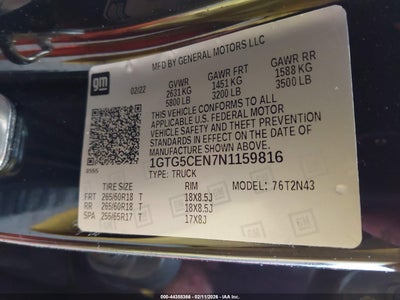 gm
MFD BY GENERAL MOTORS LLC
02/22
GVWR GAWR FRT GAWR RR
2631 KG 1451 KG 1588 KG
5800 LB 3200 LB 3500 LB
THIS VEHICLE CONFORMS TO ALL
APPLICABLE U.S. FEDERAL MOTOR
VEHICLE SAFETY AND THEFT PREVENTION
STANDARDS IN EFFECT ON THE DATE OF
MANUFACTURE SHOWN ABOVE.
1GTG5CEN7N1159816
TYPE: TRUCK
TIRE SIZE RIM MODEL: 76T2N43
FRT 265/60R18 T 18X8.5J
RR 265/60R18 T 18X8.5J
SPA 255/65R17 T 17X8J
000-44358366 - 02/11/2026 - IAA Inc.